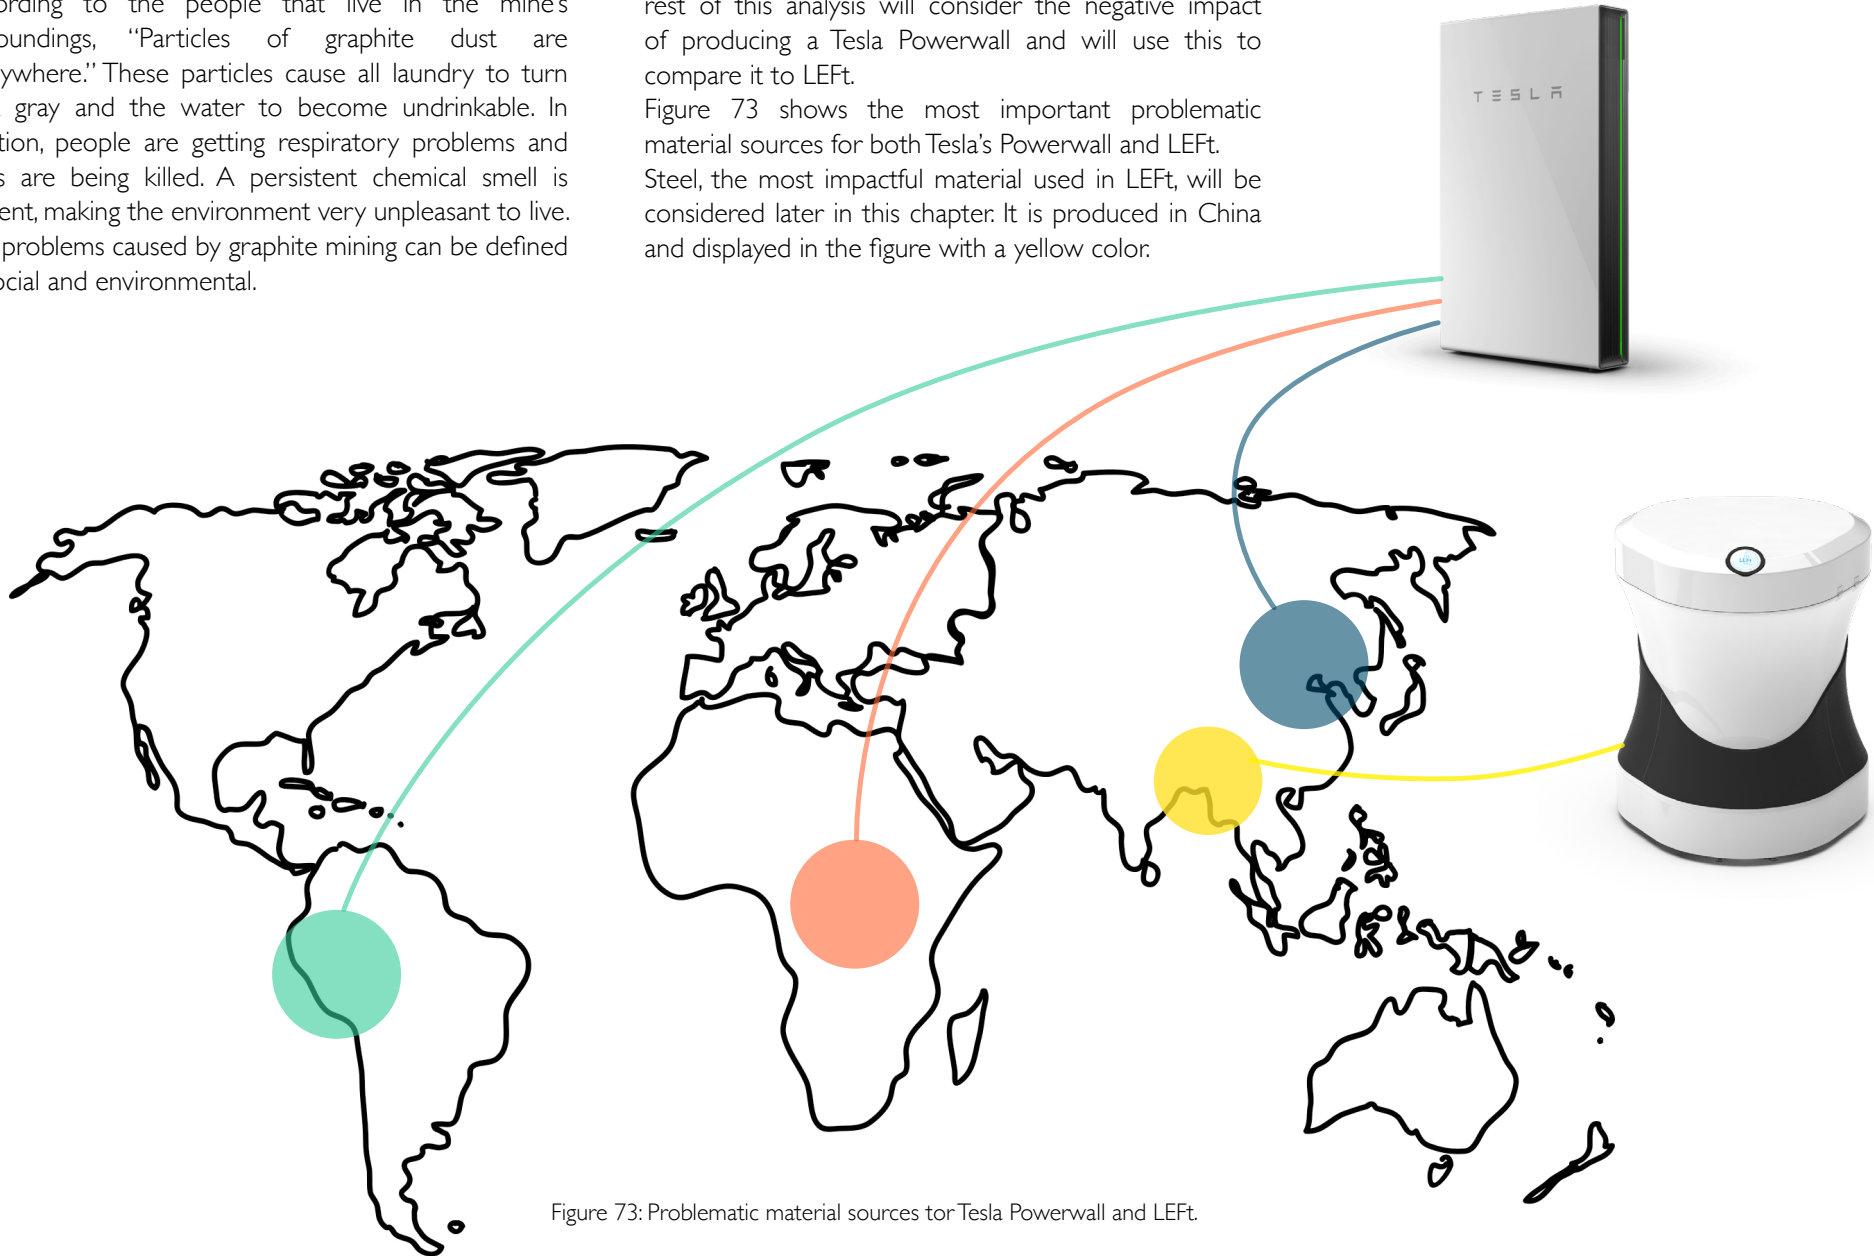 ording to the people that live in the mine's
oundings, “Particles of graphite dust are
ywhere.” These particles cause all laundry to turn
gray and the water to become undrinkable. In
tion, people are getting respiratory problems and
s are being killed. A persistent chemical smell is
ent, making the environment very unpleasant to live.
problems caused by graphite mining can be defined
ocial and environmental.
rest of this analysis will consider the negative impact
of producing a Tesla Powerwall and will use this to
compare it to LEFt.
Figure 73 shows the most important problematic
material sources for both Tesla's Powerwall and LEFt.
Steel, the most impactful material used in LEFt, will be
considered later in this chapter. It is produced in China
and displayed in the figure with a yellow color.
TESLA
LEFt
Figure 73: Problematic material sources tor Tesla Powerwall and LEFt.